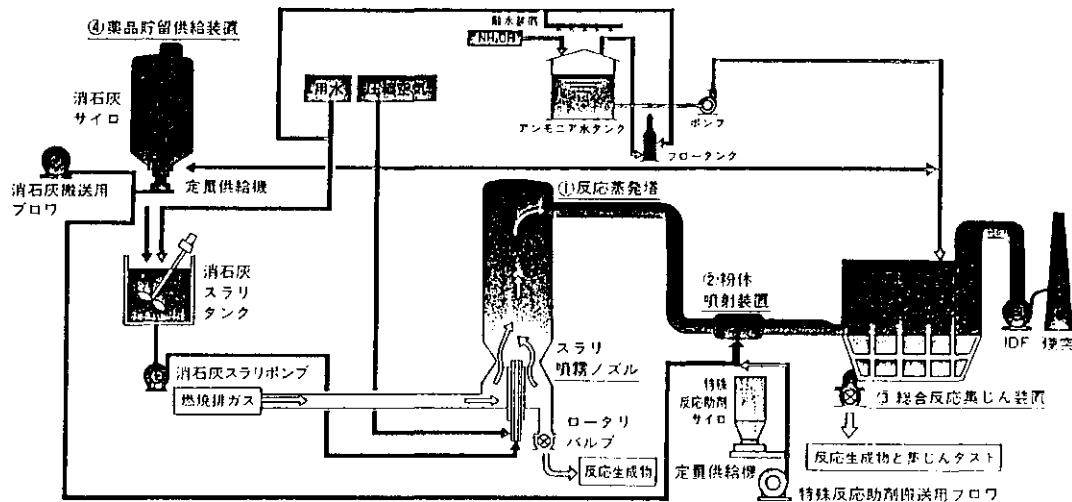 ④薬品貯留供給装置
消石灰
サイロ
消石灰搬送用
ブロワ
定量供給機
用水
圧縮空気
散水装置
NH₄OH
アンモニア水タンク
ポンプ
フロータンク
①反応蒸発塔
消石灰
スラリ
タンク
②粉体
噴射装置
スラリ
噴霧ノズル
消石灰スラリポンプ
燃焼排ガス
ロータリ
バルブ
反応生成物
特殊
反応助剤
サイロ
定量供給機
特殊反応助剤搬送用ブロワ
IDF
煙突
③総合反応集じん装置
反応生成物と集じんダスト